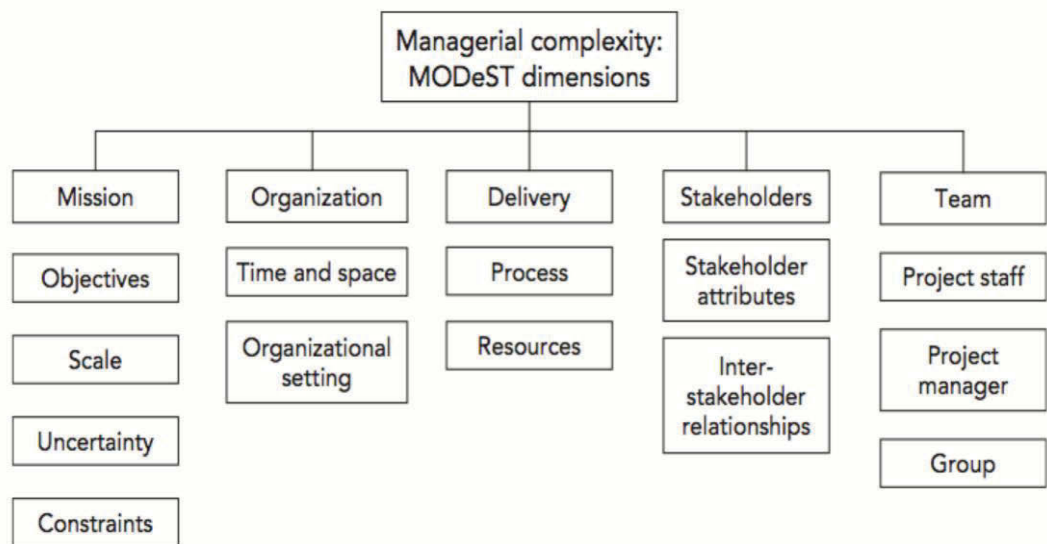 Managerial complexity:
MODeST dimensions
Mission
Organization
Delivery
Stakeholders
Team
Objectives
Time and space
Process
Stakeholder
attributes
Project staff
Scale
Organizational
setting
Resources
Inter-
stakeholder
relationships
Project
manager
Uncertainty
Group
Constraints